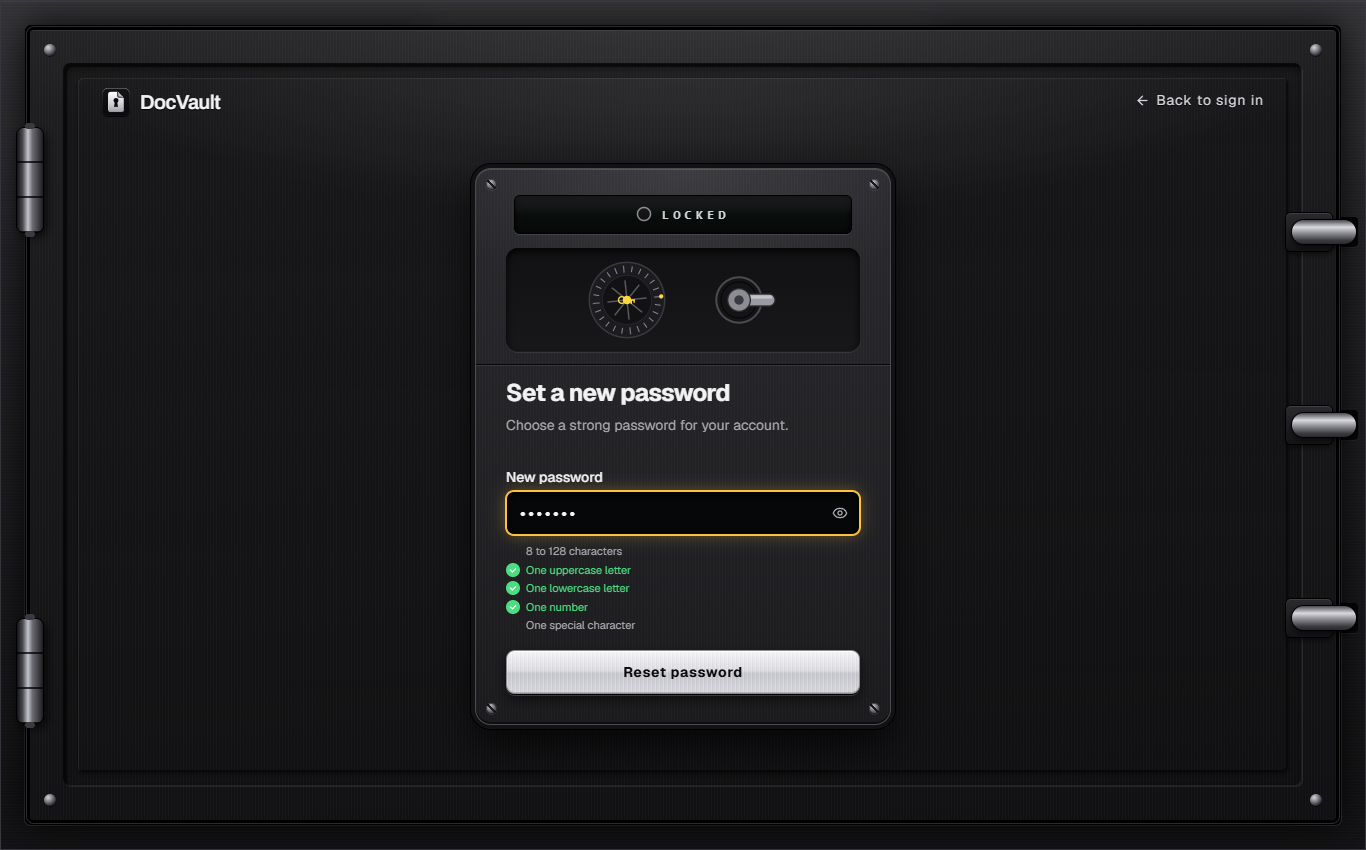 DocVault
← Back to sign in
LOCKED
Set a new password
Choose a strong password for your account.
New password
•••••••
8 to 128 characters
One uppercase letter
One lowercase letter
One number
One special character
Reset password